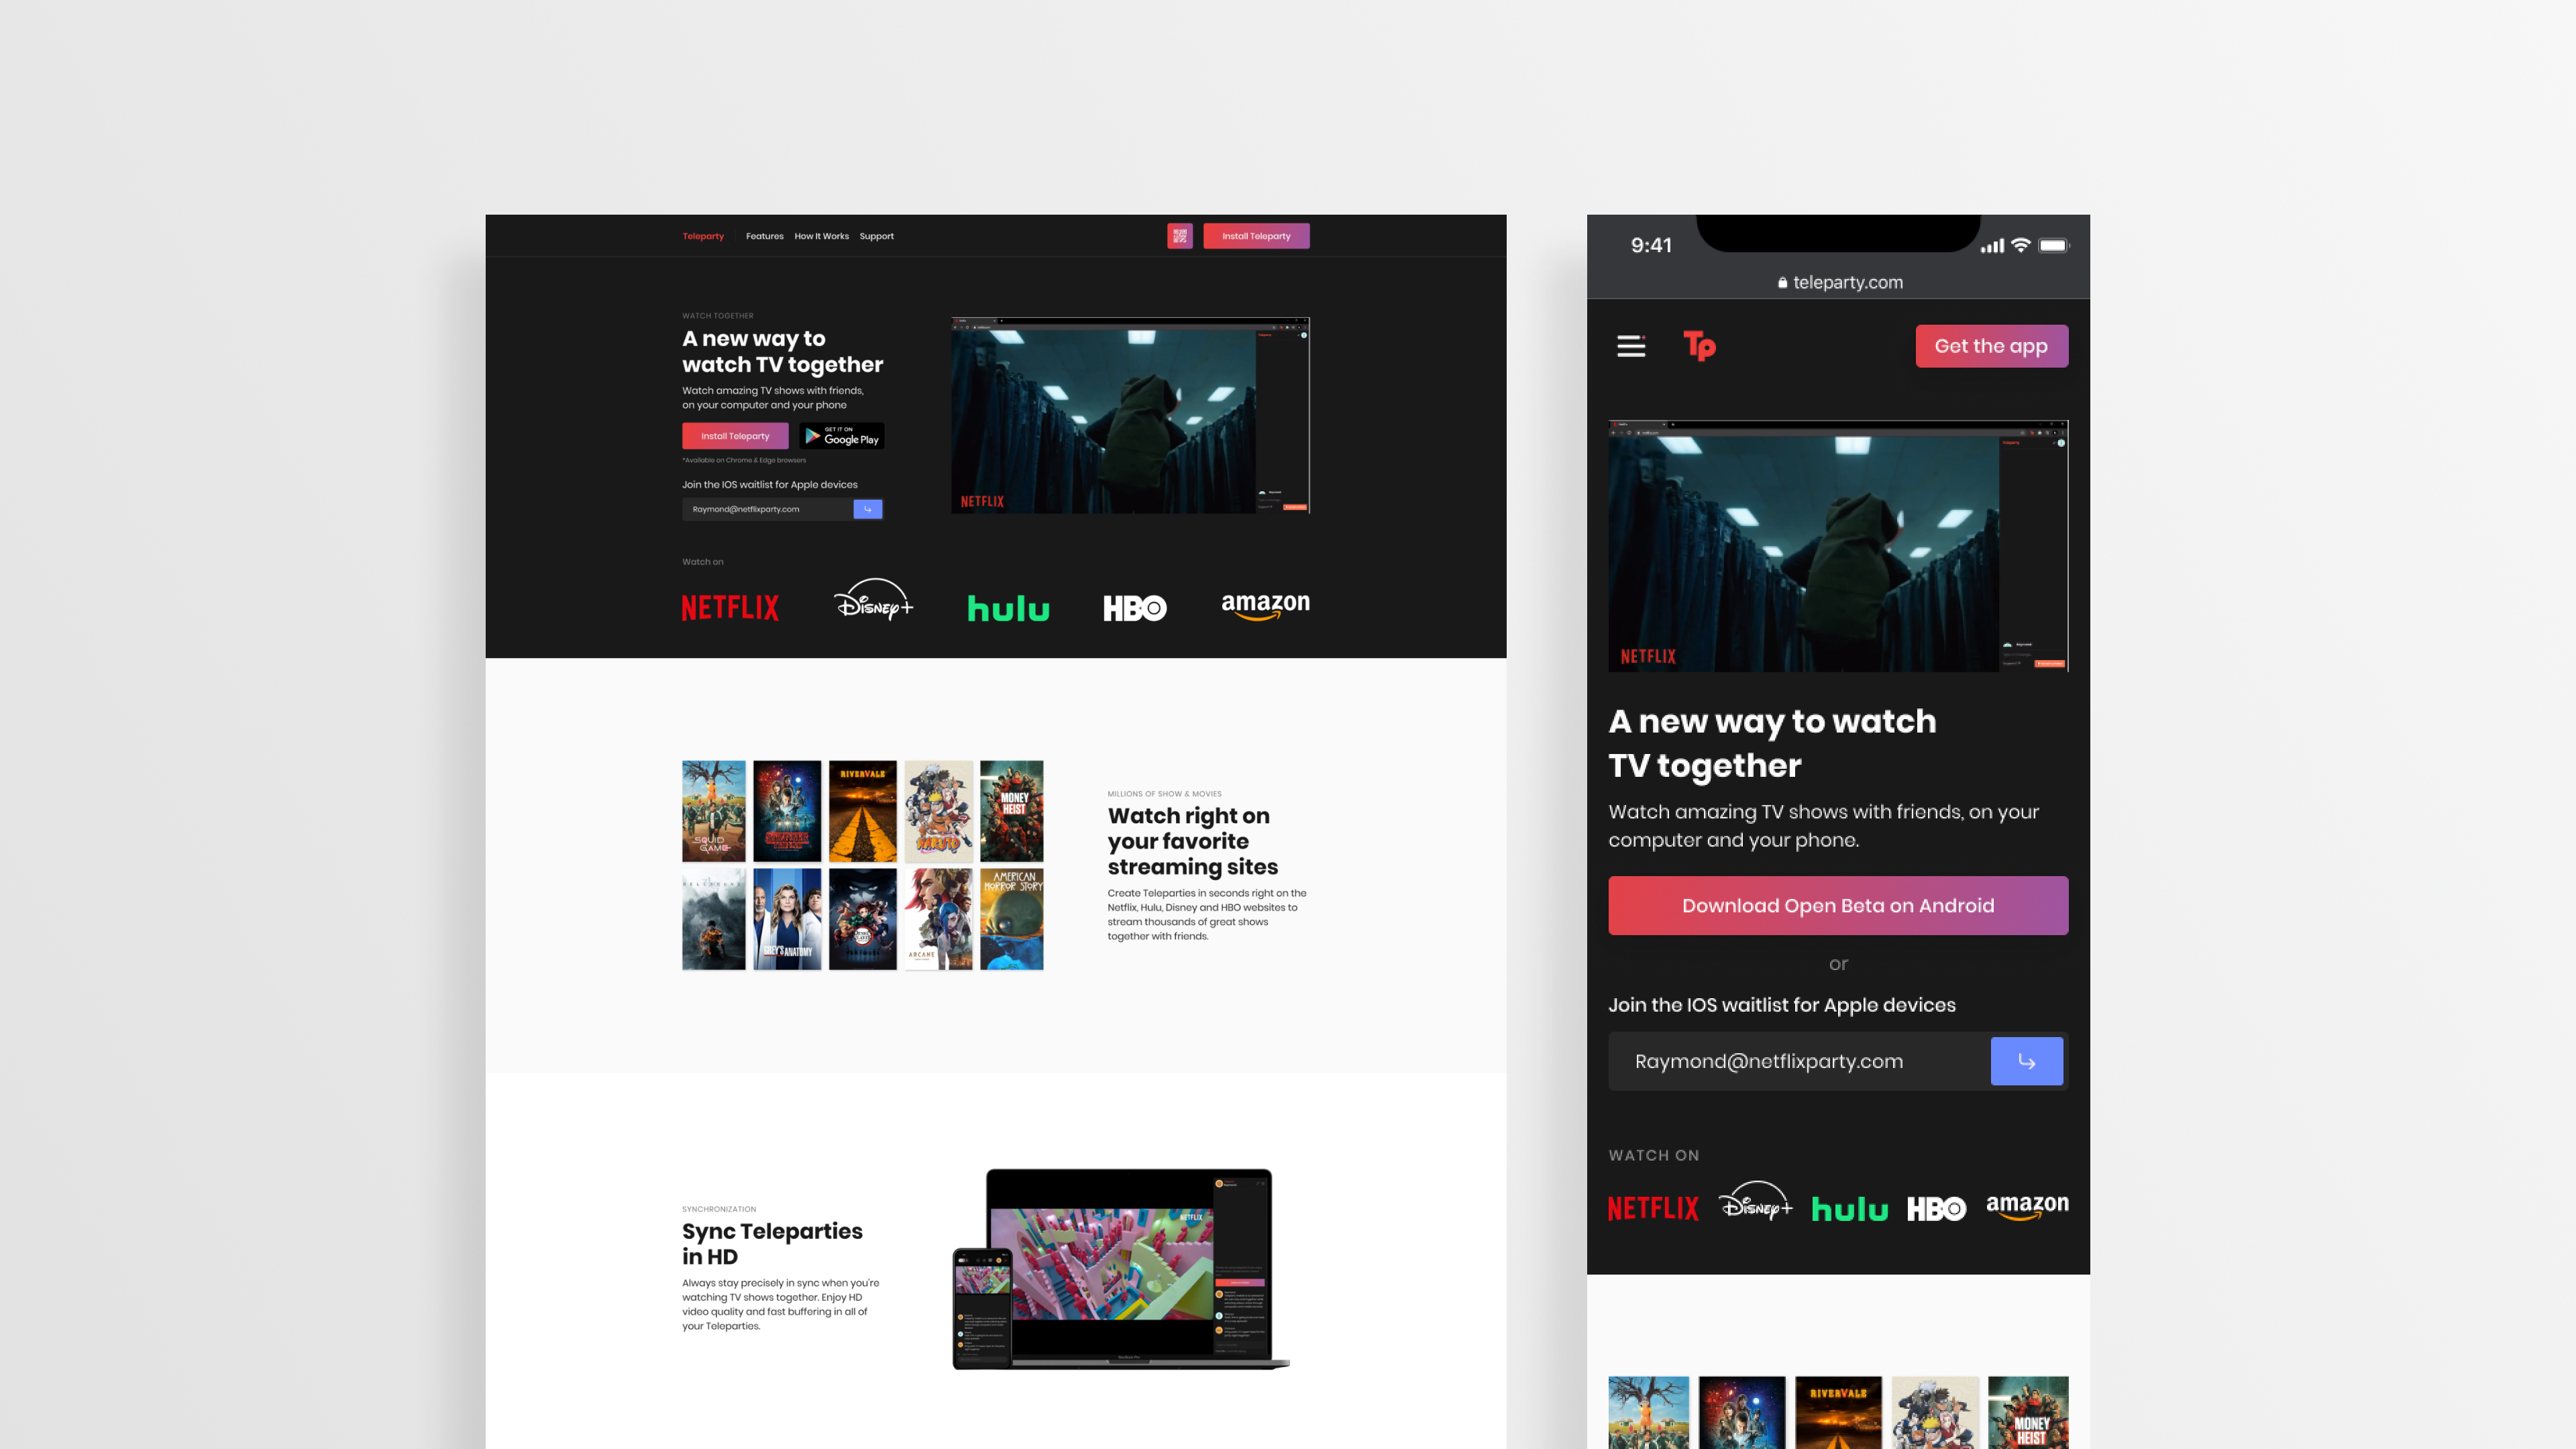 Teleparty
Features
How It Works
Support
Install Teleparty
WATCH TOGETHER
A new way to
watch TV together
Watch amazing TV shows with friends,
on your computer and your phone
Install Teleparty
GET IT ON
Google Play
*Available on Chrome & Edge browsers
Join the IOS waitlist for Apple devices
Raymond@netflixparty.com
NETFLIX
Watch on
NETFLIX
Disney+
hulu
HBO
amazon
SQUID
GAME
RIVERVALE
NARUTO
MONEY
HEIST
GREY'S ANATOMY
ARCANE
AMERICAN
HORROR STORY
MILLIONS OF SHOW & MOVIES
Watch right on
your favorite
streaming sites
Create Teleparties in seconds right on the
Netflix, Hulu, Disney and HBO websites to
stream thousands of great shows
together with friends.
SYNCHRONIZATION
Sync Teleparties
in HD
Always stay precisely in sync when you're
watching TV shows together. Enjoy HD
video quality and fast buffering in all of
your Teleparties.
NETFLIX
MacBook Pro
9:41
teleparty.com
Tp
Get the app
NETFLIX
A new way to watch
TV together
Watch amazing TV shows with friends, on your
computer and your phone.
Download Open Beta on Android
or
Join the IOS waitlist for Apple devices
Raymond@netflixparty.com
WATCH ON
NETFLIX
Disney+
hulu
HBO
amazon
RIVERVALE
MONEY
HEIST